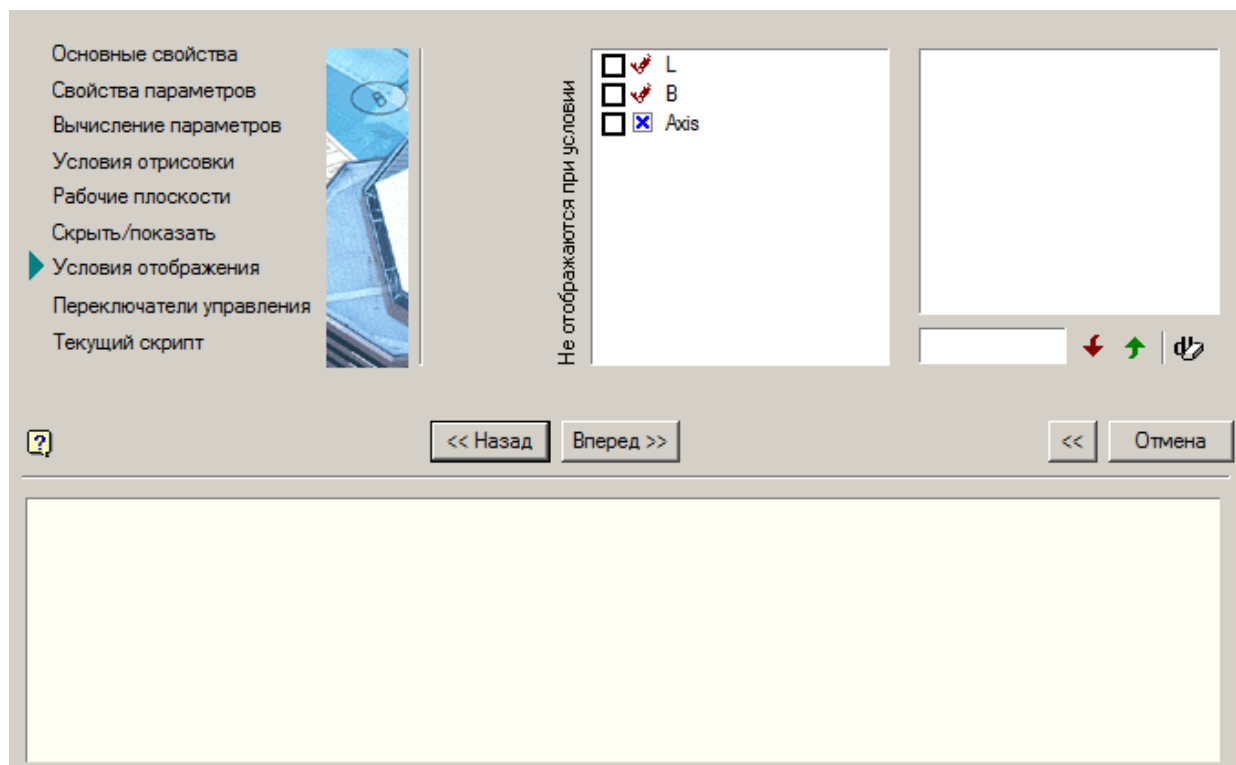 Основные свойства
Свойства параметров
Вычисление параметров
Условия отрисовки
Рабочие плоскости
Скрыть/показать
Условия отображения
Переключатели управления
Текущий скрипт
B
Не отображаются при условии
L
B
Axis
<< Назад
Вперед >>
<<
Отмена